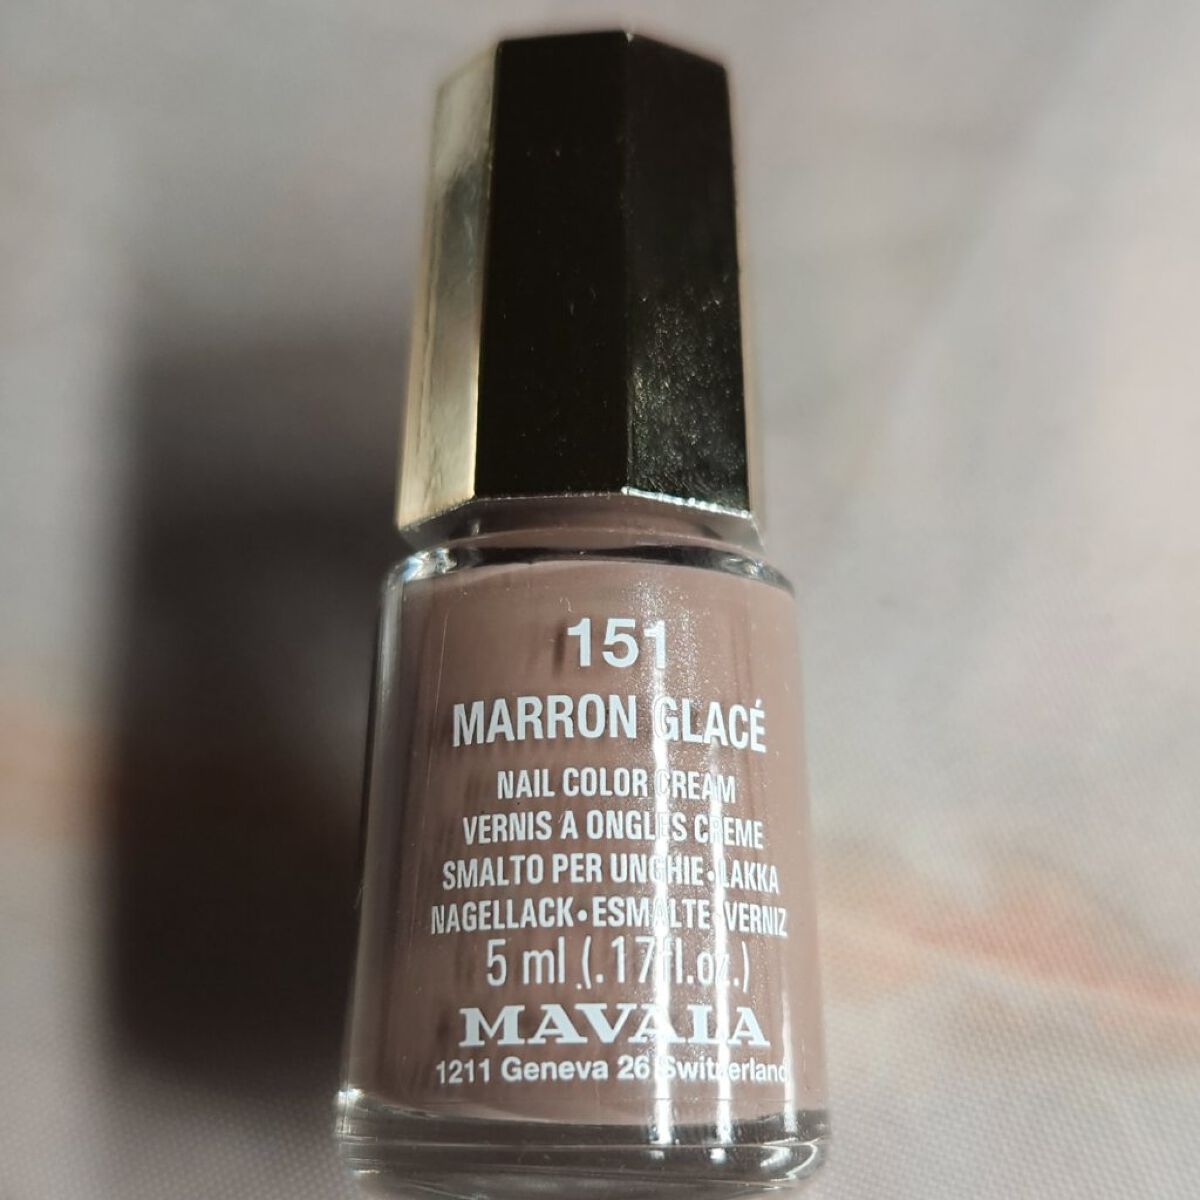 151
MARRON GLACÉ
NAIL COLOR CREAM
VERNIS A ONGLES CRÈME
SMALTO PER UNGHIE•LAKKA
NAGELLACK•ESMALTE•VERNIZ
5 ml (.17fl.oz.)
MAVALA
1211 Geneva 26 Switzerland